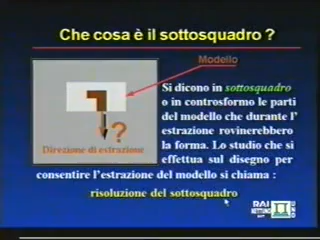 Che cosa è il sottosquadro ?
Modello
?
Direzione di estrazione
Si dicono in sottosquadro
o in controsformo le parti
del modello che durante l'
estrazione rovinerebbero
la forma. Lo studio che si
effettua sul disegno per
consentire l'estrazione del modello si chiama :
risoluzione del sottosquadro
RAI
NETTUNO
SAT